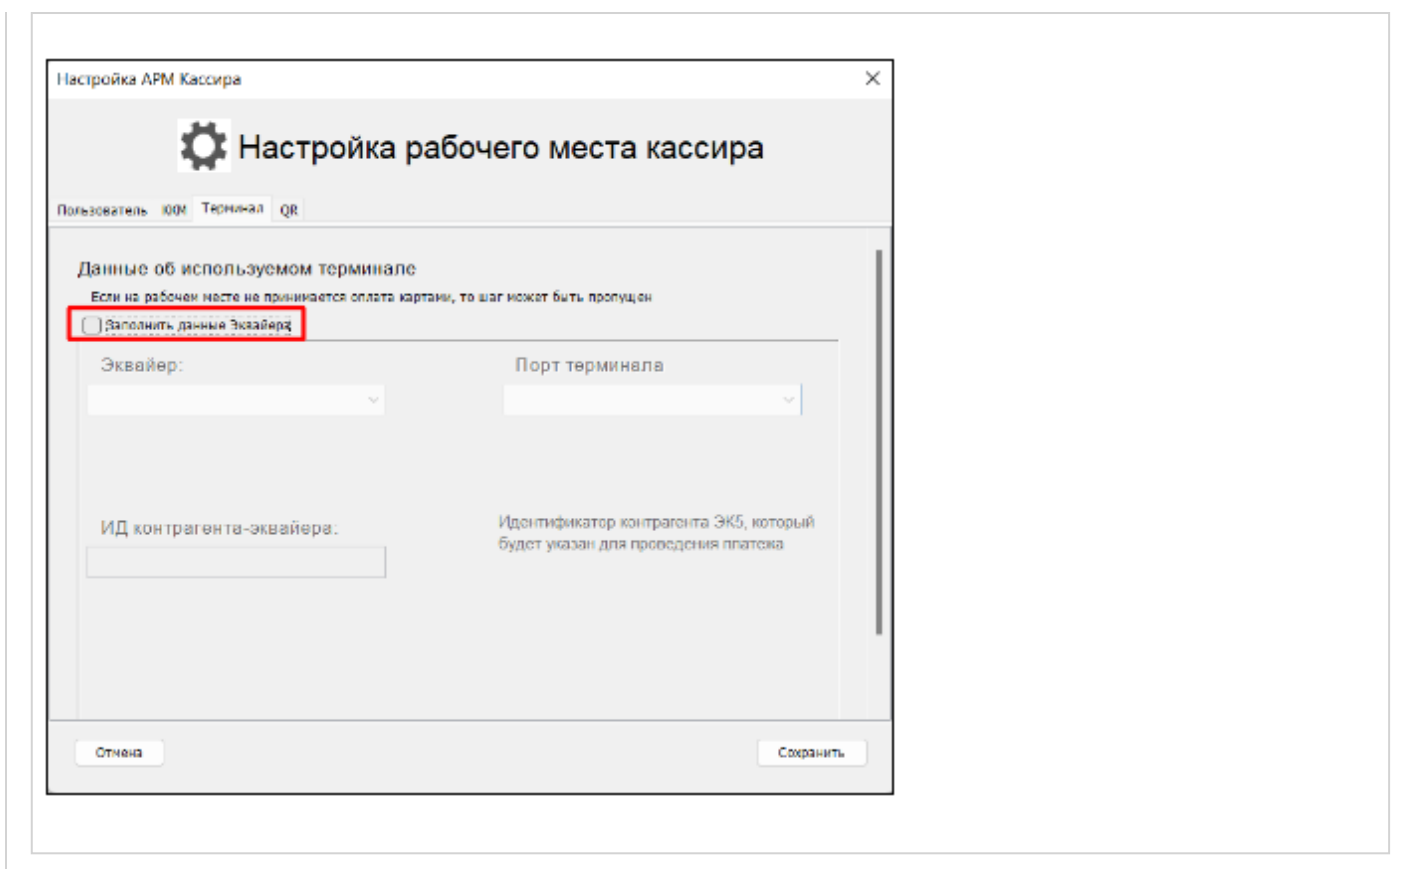 Настройка АРМ Кассира
Настройка рабочего места кассира
Пользователь ККМ Терминал QR
Данные об используемом терминале
Если на рабочем месте не принимается оплата картами, то шаг может быть пропущен
Заполнить данные Эквайера
Эквайер: Порт терминала
ИД контрагента-эквайера: Идентификатор контрагента ЭК5, который
будет указан для проведения платежа
Отмена Сохранить